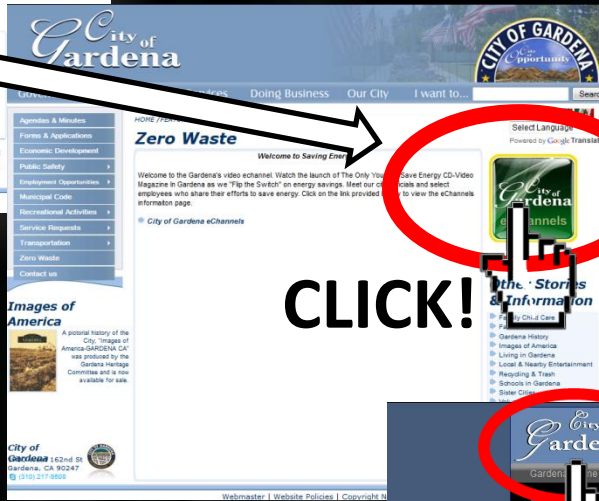 City of
Gardena
CITY OF GARDENA
City of
Opportunity
Doing Business
Our City
I want to...
Search
Agendas & Minutes
Forms & Applications
Economic Development
Public Safety
Employment Opportunities
Municipal Code
Recreational Activities
Service Requests
Transportation
Zero Waste
Contact us
HOME
Zero Waste
Welcome to Saving
Welcome to the Gardena's video echannel. Watch the launch of The Only You Save Energy CD-Video
Magazine in Gardena as we "Flip the Switch" on energy savings. Meet our and select
employees who share their efforts to save energy. Click on the link provided to view the eChannels
informaiton page.
City of Gardena eChannels
Select Language
Powered by Google
City of
CLICK!
Other Stories
& Information
Family Child Care
Gardena History
Images of America
Living in Gardena
Local & Nearby Entertainment
Recycling & Trash
Schools in Gardena
Sister Cities
Images of
America
A pictorial history of the
City, "Images of
America-GARDENA CA"
was produced by the
Gardena Heritage
Committee and is now
available for sale.
City of
Gardena
162nd St
Gardena, CA 90247
(310) 217-9500
Webmaster | Website Policies | Copyright
City